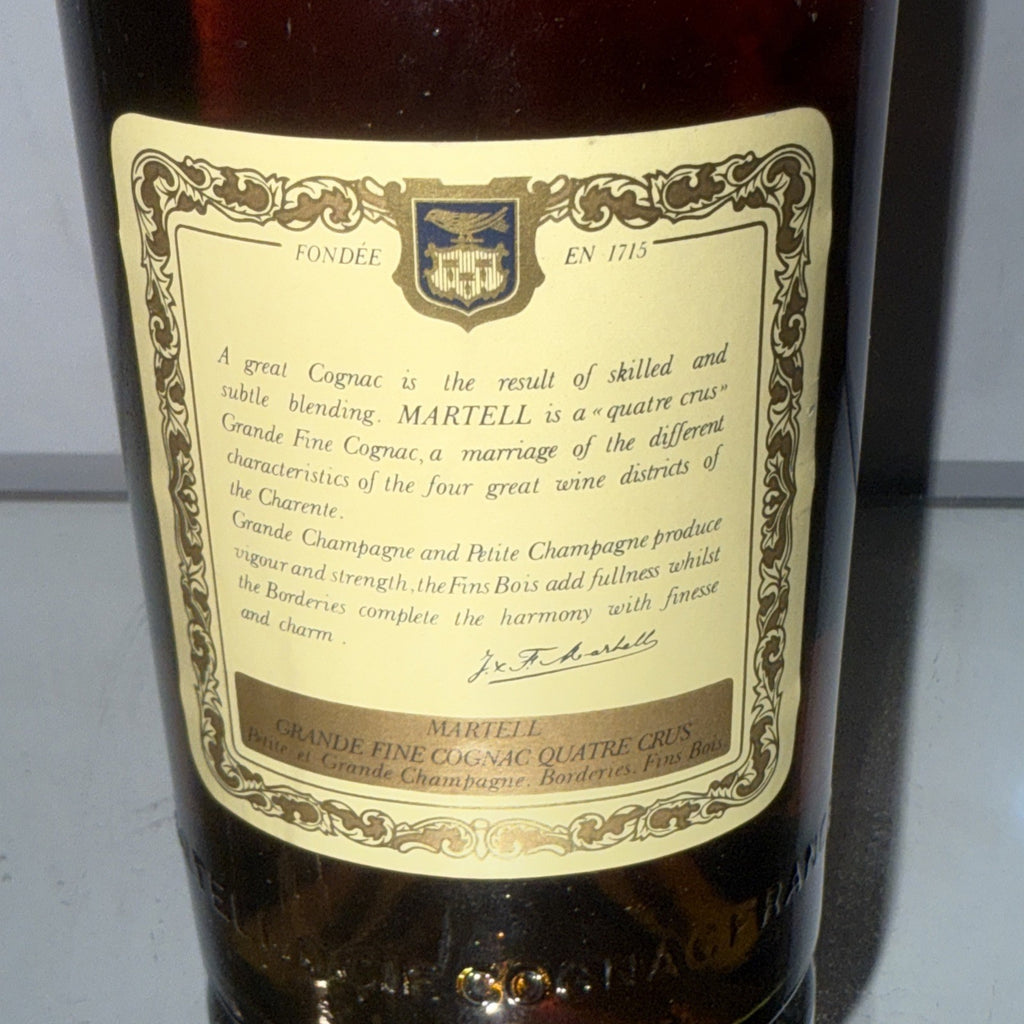 FONDÉE EN 1715
A great Cognac is the result of skilled and
subtle blending. MARTELL is a «quatre crus»
Grande Fine Cognac, a marriage of the different
characteristics of the four great wine districts of
the Charente.
Grande Champagne and Petite Champagne produce
vigour and strength, the Fins Bois add fullness whilst
the Borderies complete the harmony with finesse
and charm.
J. & F. Martell
MARTELL
GRANDE FINE COGNAC QUATRE CRUS
Petite et Grande Champagne. Borderies. Fins Bois
COGNAC FRAN